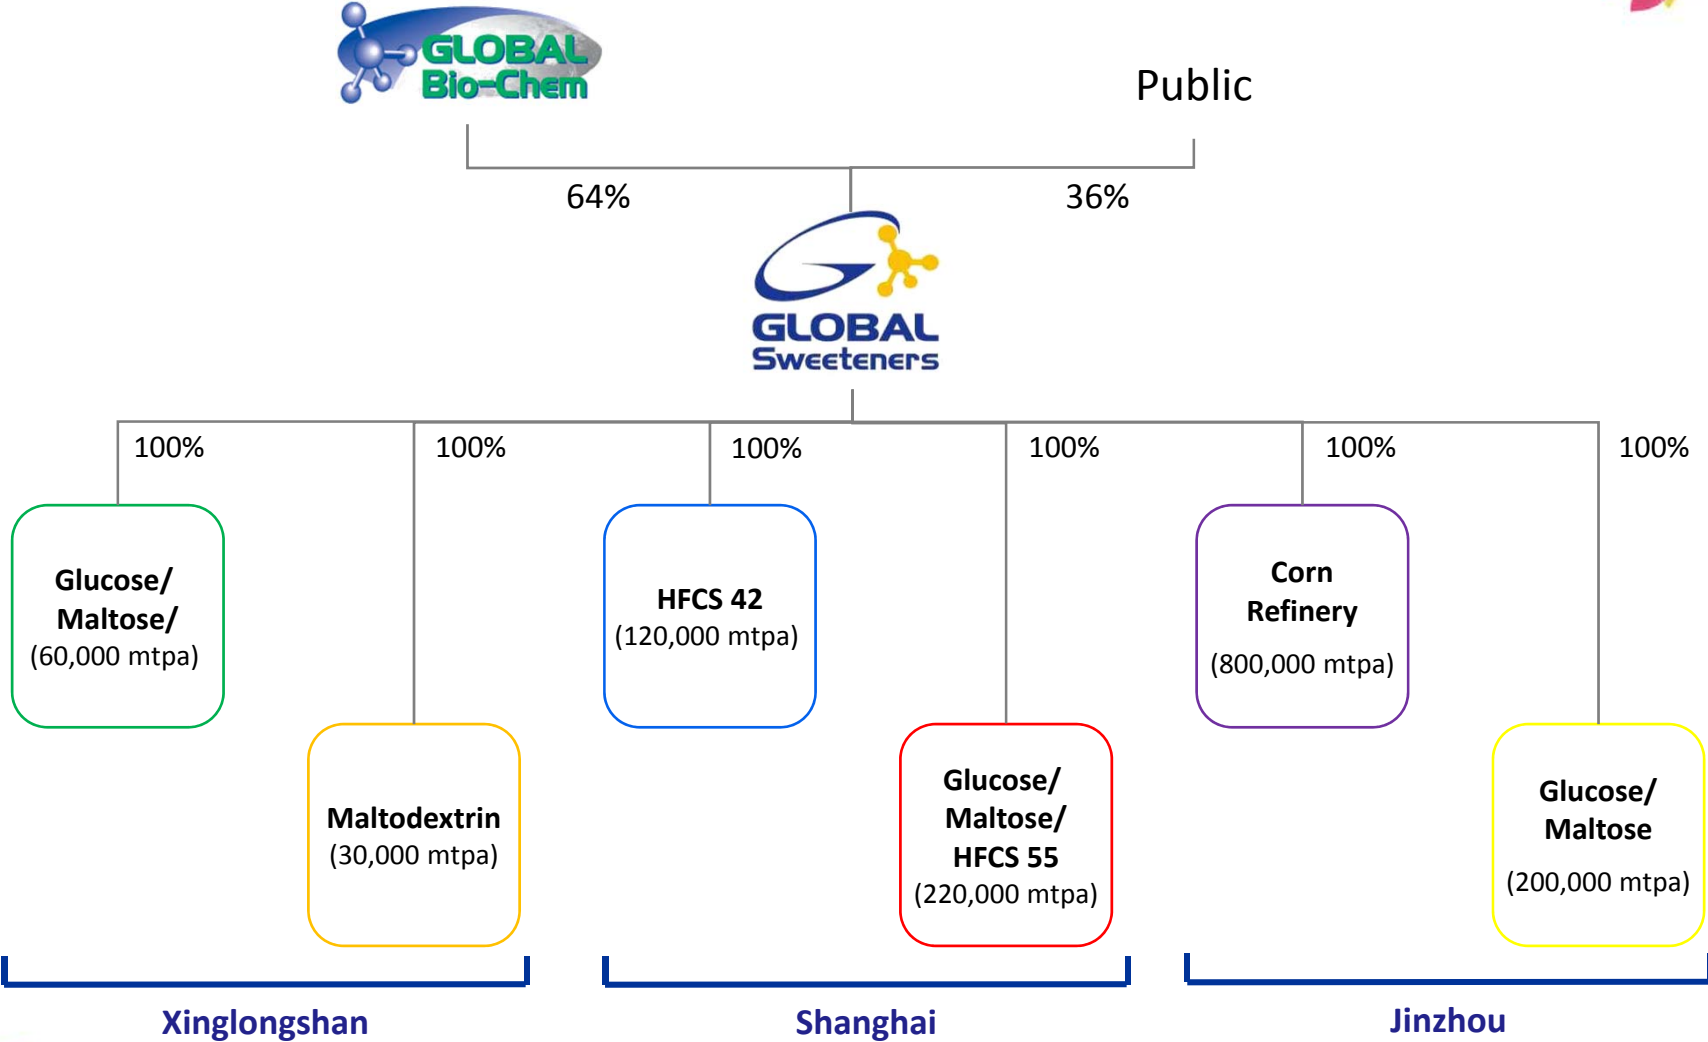 GLOBAL
Bio-Chem
Public
64%
36%
GLOBAL
Sweeteners
100%
100%
100%
100%
100%
100%
Glucose/
Maltose/
(60,000 mtpa)
Maltodextrin
(30,000 mtpa)
HFCS 42
(120,000 mtpa)
Glucose/
Maltose/
HFCS 55
(220,000 mtpa)
Corn
Refinery
(800,000 mtpa)
Glucose/
Maltose
(200,000 mtpa)
Xinglongshan
Shanghai
Jinzhou